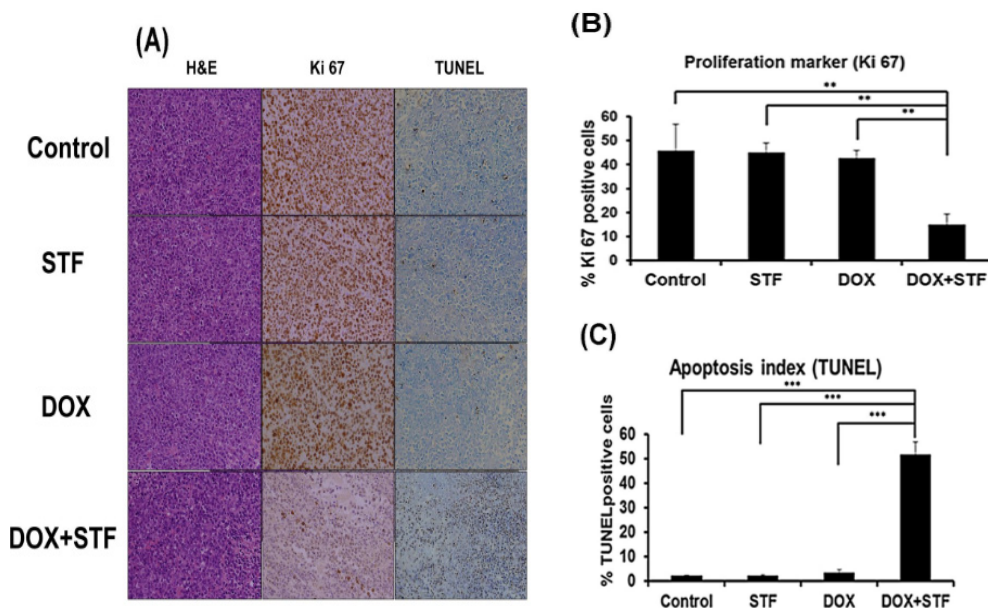 (A)
H&E Ki 67 TUNEL
Control
STF
DOX
DOX+STF
(B)
Proliferation marker (Ki 67)
**
**
**
% Ki 67 positive cells
60
50
40
30
20
10
0
Control STF DOX DOX+STF
(C)
Apoptosis index (TUNEL)
***
***
***
% TUNELpositive cells
60
50
40
30
20
10
0
Control STF DOX DOX+STF